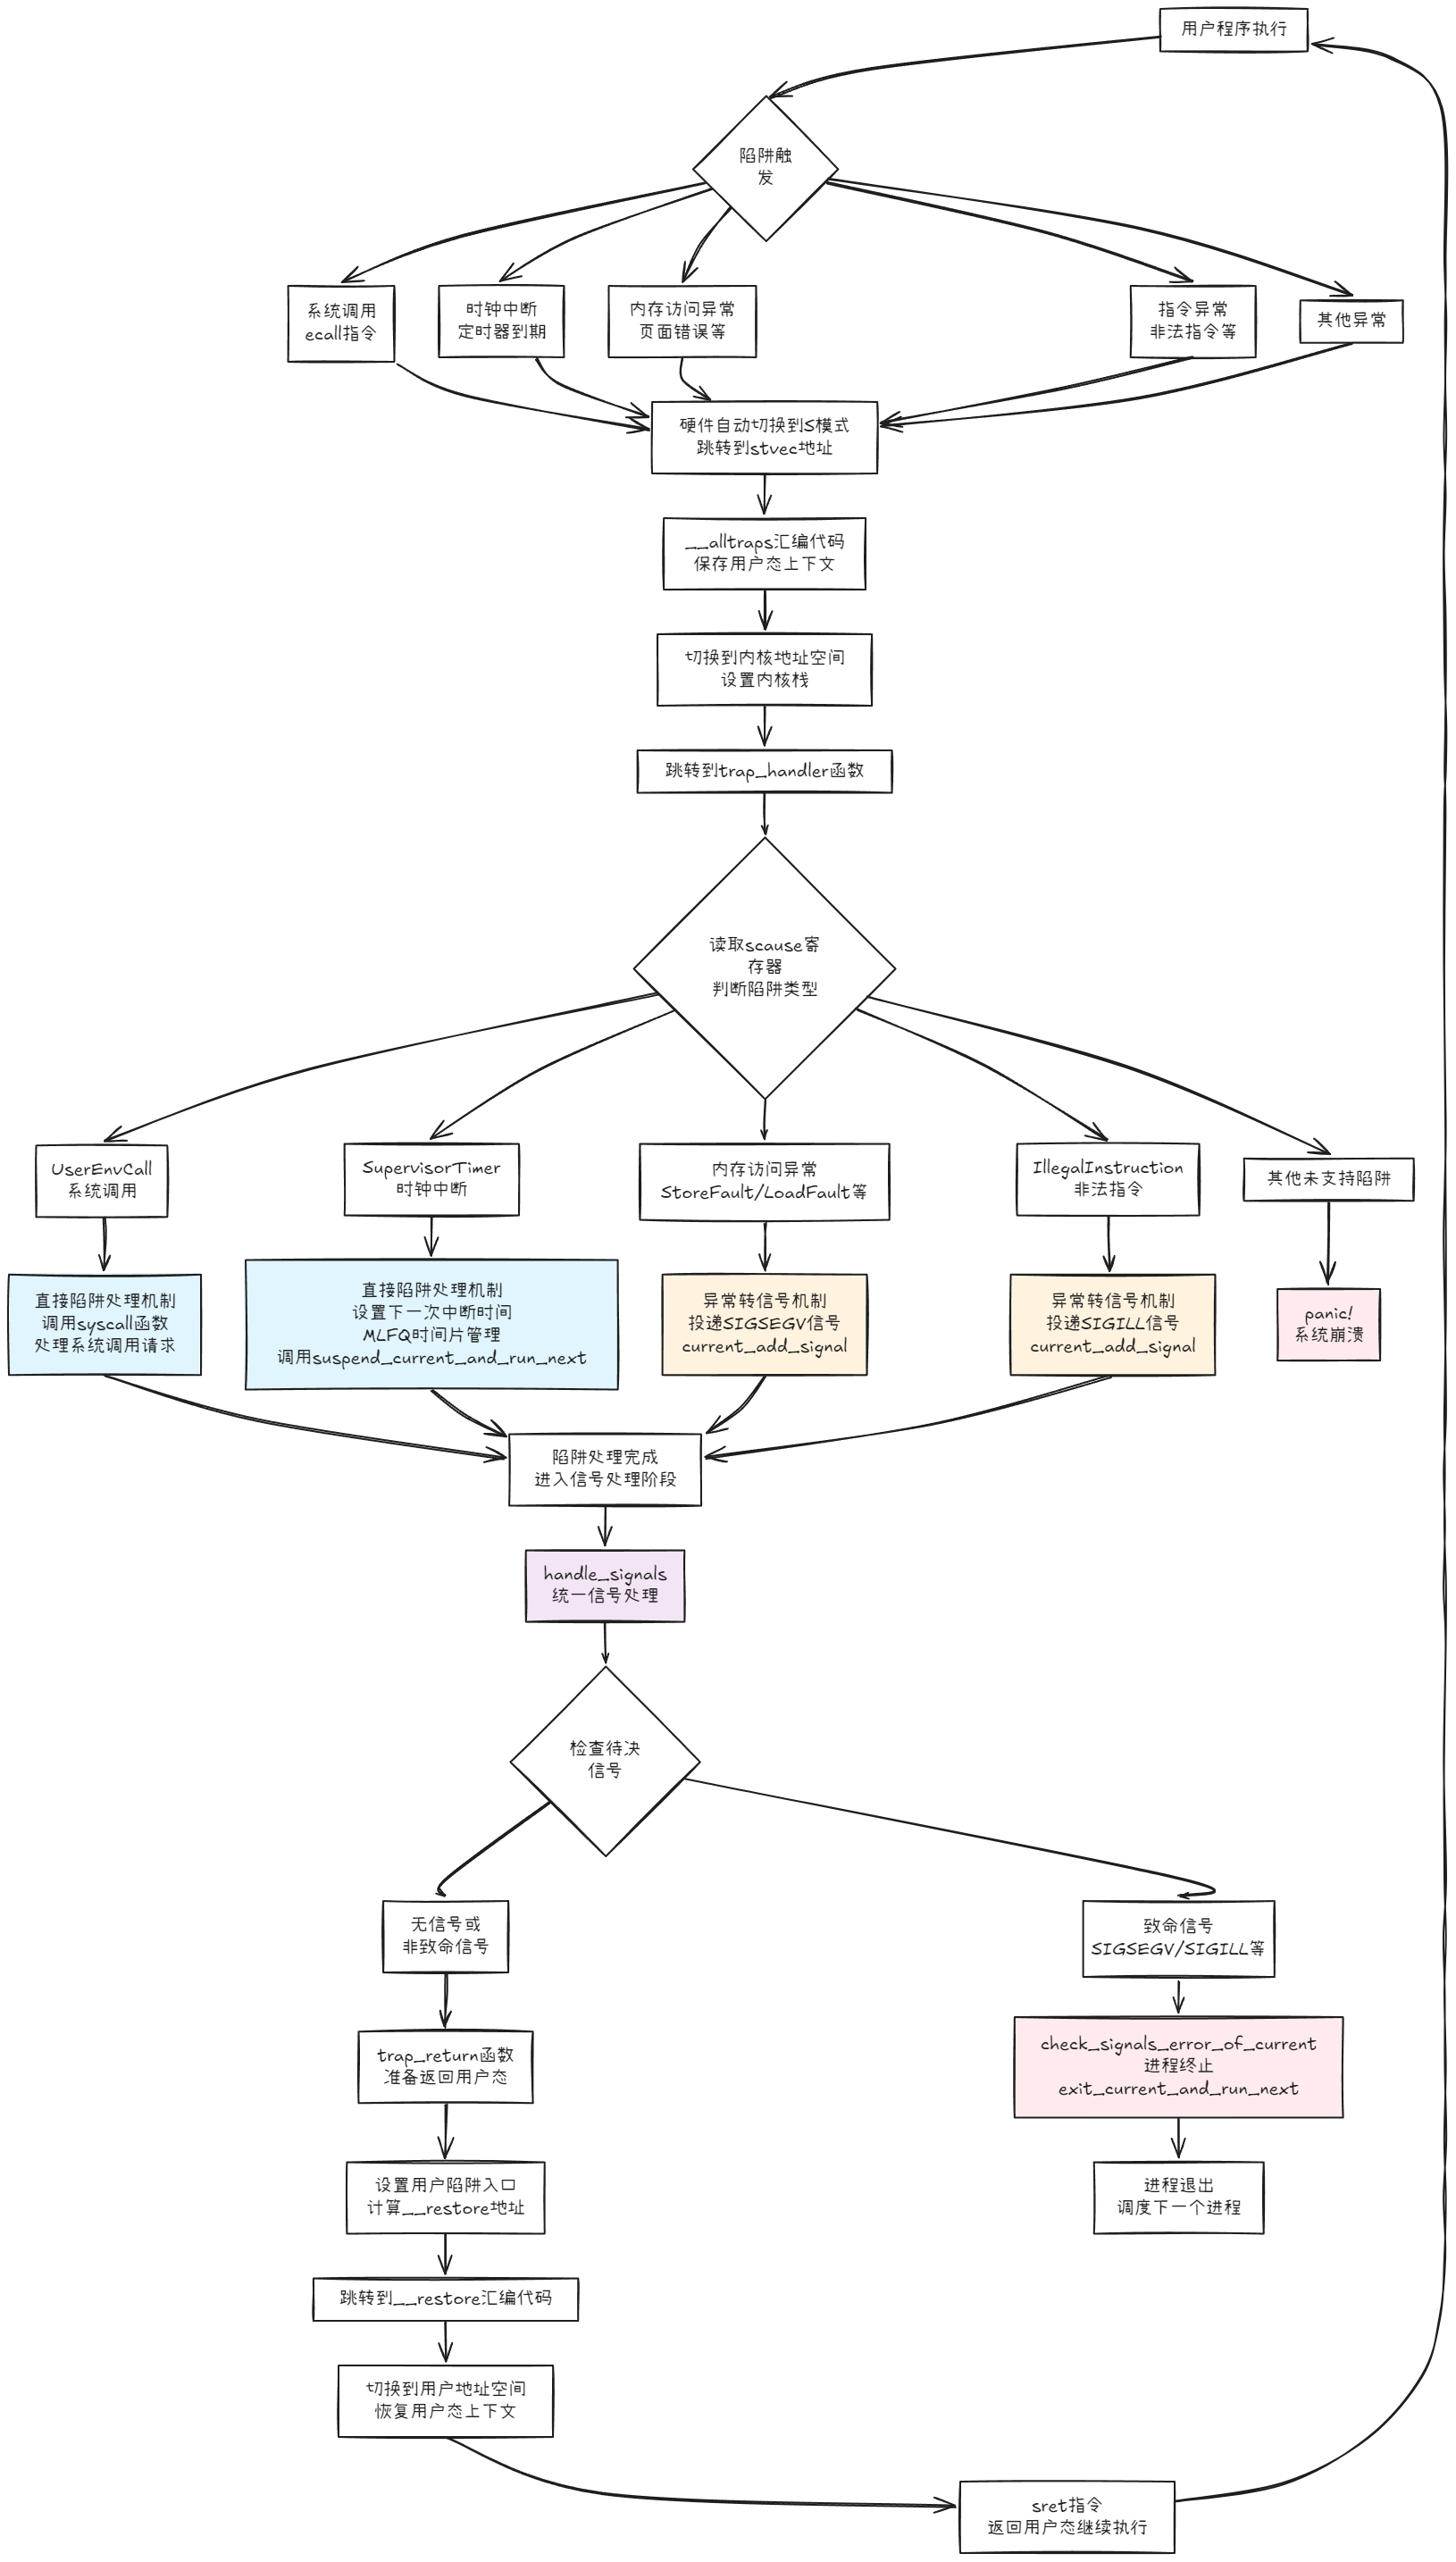 用户程序执行
陷阱触
发
系统调用
ecall指令
时钟中断
定时器到期
内存访问异常
页面错误等
指令异常
非法指令等
其他异常
硬件自动切换到S模式
跳转到stvec地址
__alltraps汇编代码
保存用户态上下文
切换到内核地址空间
设置内核栈
跳转到trap_handler函数
读取scause寄
存器
判断陷阱类型
UserEnvCall
系统调用
SupervisorTimer
时钟中断
内存访问异常
StoreFault/LoadFault等
IllegalInstruction
非法指令
其他未支持陷阱
直接陷阱处理机制
调用syscall函数
处理系统调用请求
直接陷阱处理机制
设置下一次中断时间
MLFQ时间片管理
调用suspend_current_and_run_next
异常转信号机制
投递SIGSEGV信号
current_add_signal
异常转信号机制
投递SIGILL信号
current_add_signal
panic!
系统崩溃
陷阱处理完成
进入信号处理阶段
handle_signals
统一信号处理
检查待决
信号
无信号或
非致命信号
致命信号
SIGSEGV/SIGILL等
trap_return函数
准备返回用户态
check_signals_error_of_current
进程终止
exit_current_and_run_next
设置用户陷阱入口
计算__restore地址
进程退出
调度下一个进程
跳转到__restore汇编代码
切换到用户地址空间
恢复用户态上下文
sret指令
返回用户态继续执行